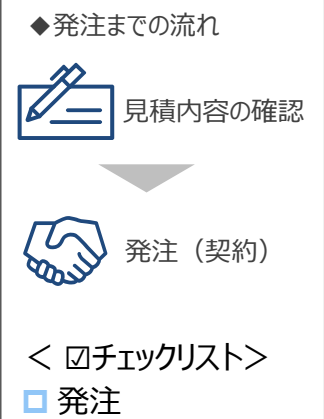 ◆発注までの流れ
見積内容の確認
発注（契約）
＜ ☑チェックリスト＞
□ 発注